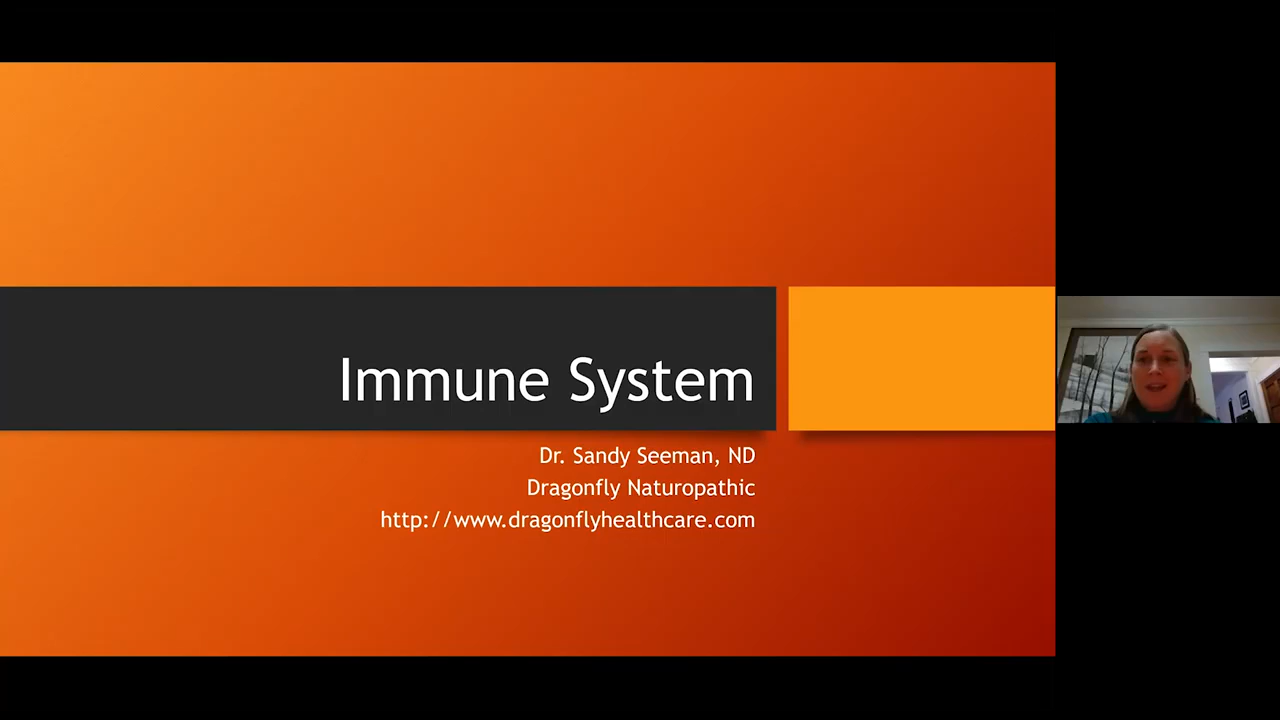 Immune System
Dr. Sandy Seeman, ND
Dragonfly Naturopathic
http://www.dragonflyhealthcare.com